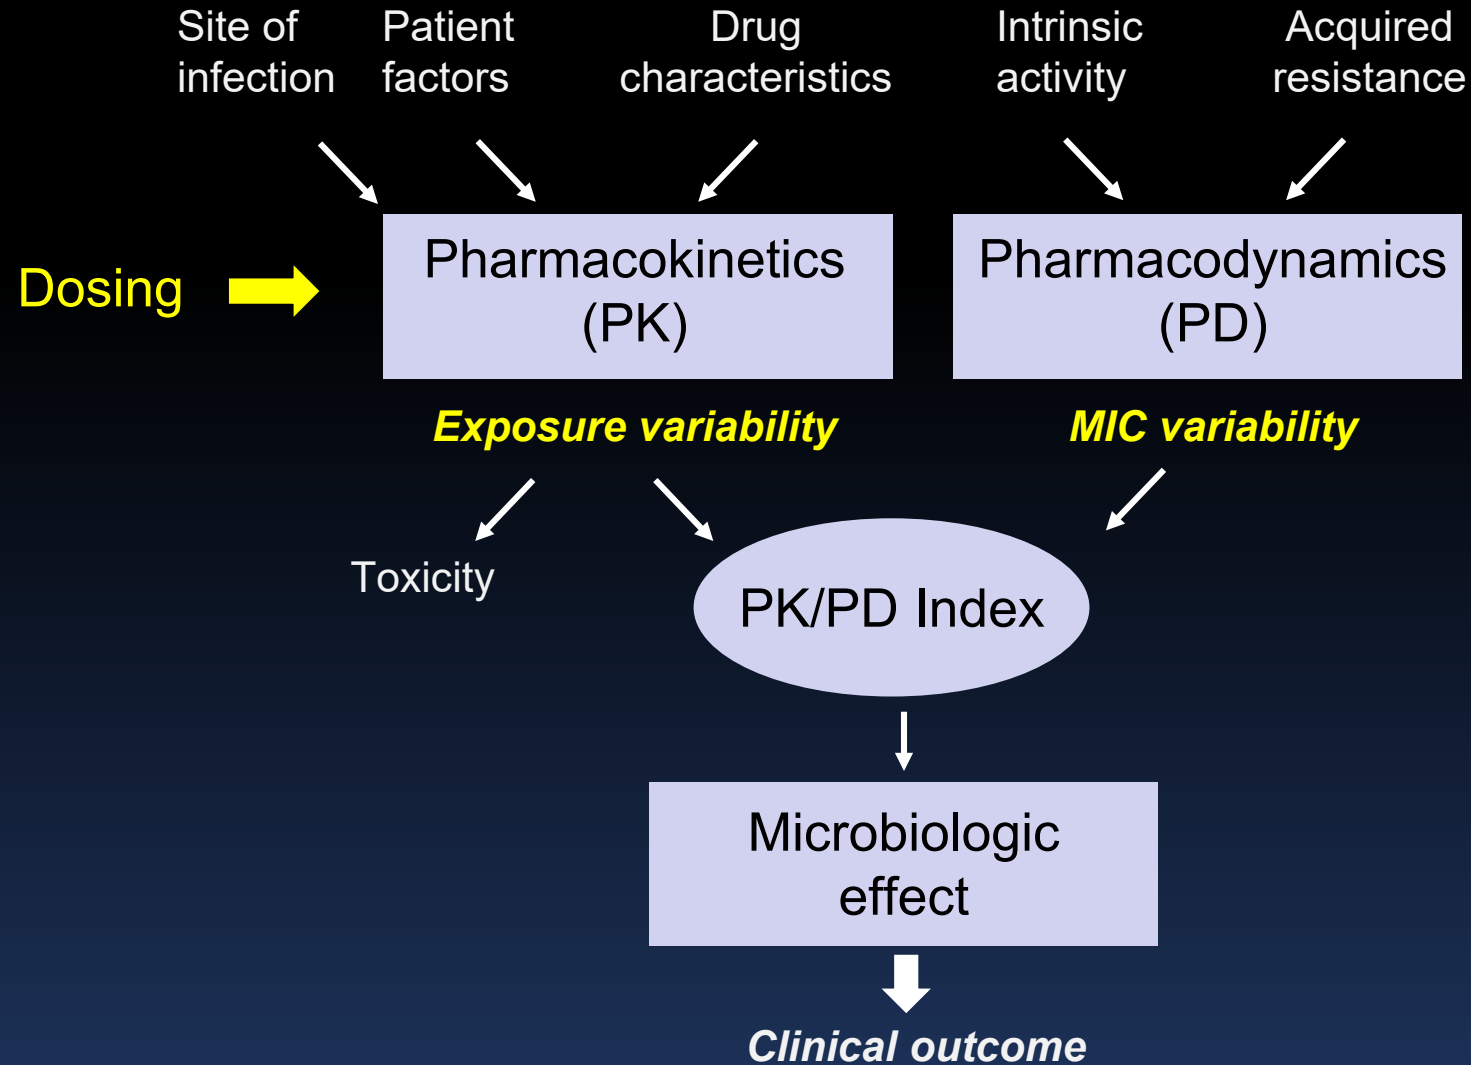 Site of
infection
Patient
factors
Drug
characteristics
Intrinsic
activity
Acquired
resistance
Dosing
Pharmacokinetics
(PK)
Pharmacodynamics
(PD)
Exposure variability
MIC variability
Toxicity
PK/PD Index
Microbiologic
effect
Clinical outcome